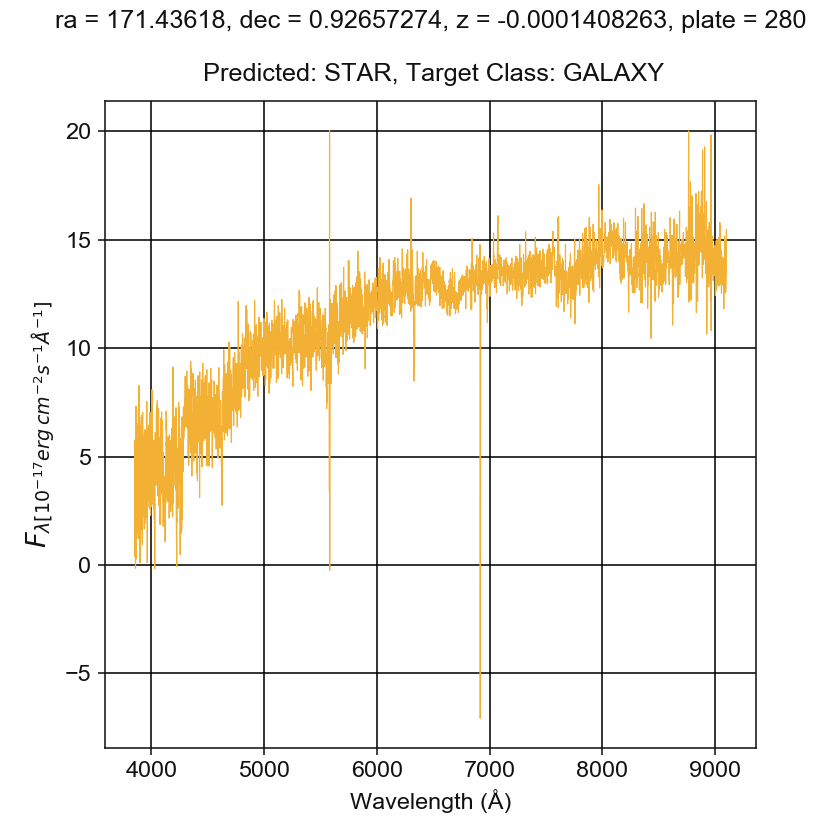 ra = 171.43618, dec = 0.92657274, z = -0.0001408263, plate = 280
Predicted: STAR, Target Class: GALAXY
20
15
10
5
0
−5
F_{λ[10^{−17}erg cm^{−2}s^{−1}Å^{−1}]}
4000 5000 6000 7000 8000 9000
Wavelength (Å)